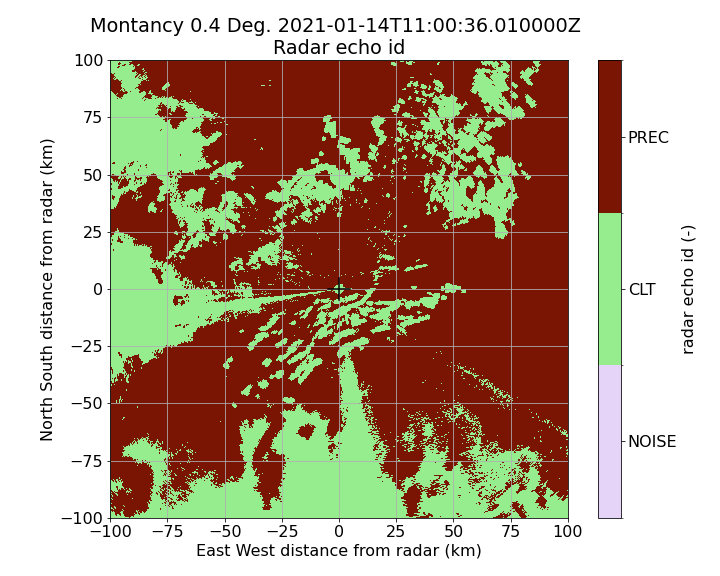 Montancy 0.4 Deg. 2021-01-14T11:00:36.010000Z
Radar echo id
North South distance from radar (km)
100
75
50
25
0
−25
−50
−75
−100
−100 −75 −50 −25 0 25 50 75 100
East West distance from radar (km)
PREC
CLT
NOISE
radar echo id (-)